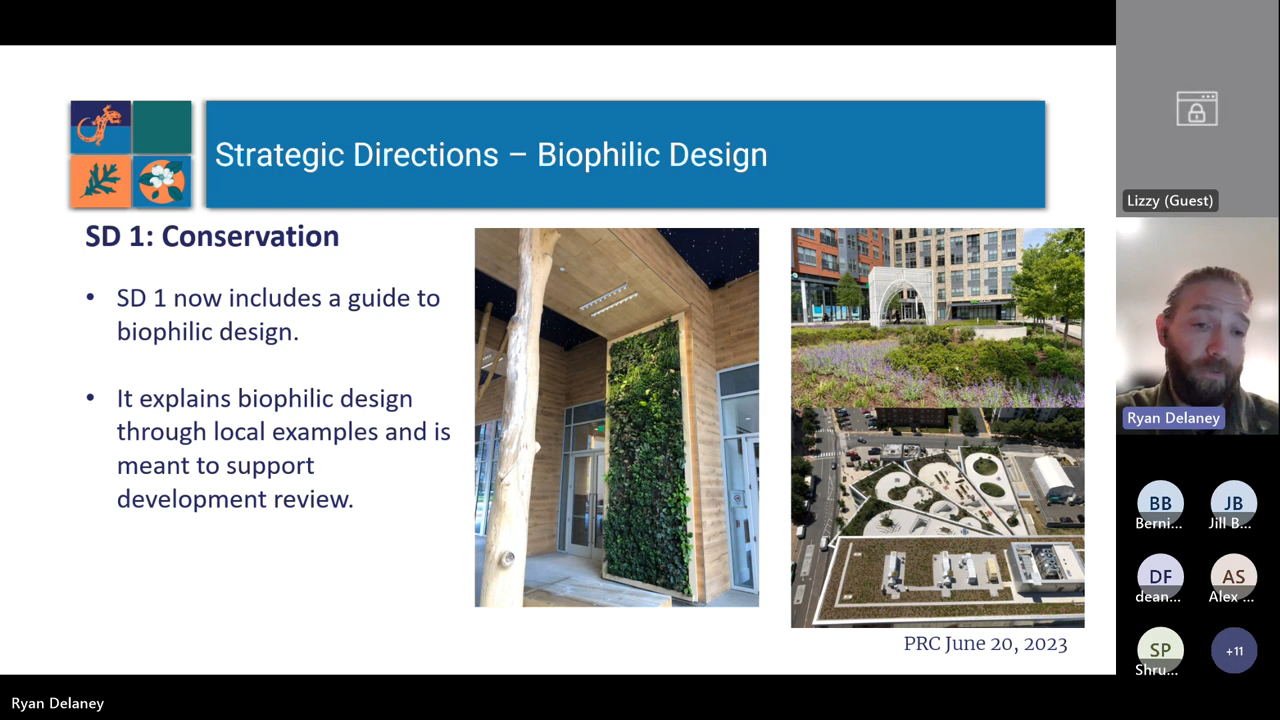 Strategic Directions – Biophilic Design
SD 1: Conservation
• SD 1 now includes a guide to
biophilic design.
• It explains biophilic design
through local examples and is
meant to support
development review.
PRC June 20, 2023
Lizzy (Guest)
Ryan Delaney
BB
Berni...
JB
Jill B...
DF
dean...
AS
Alex ...
SP
Shru...
+11
Ryan Delaney